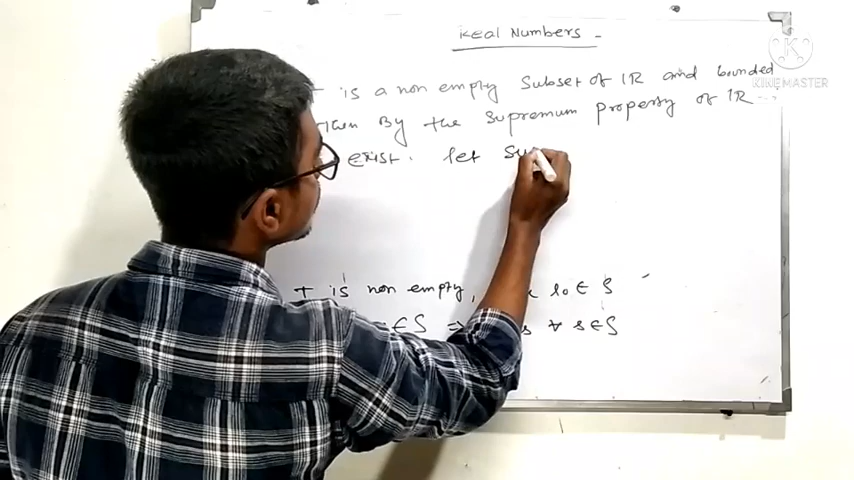 Real Numbers
K
KINEMASTER
T is a non empty subset of IR and bounded
Then By the supremum property of IR
exist. let Su
T is non empty, s₀ ∈ S
∈ S ⇒ s ∀ s ∈ S